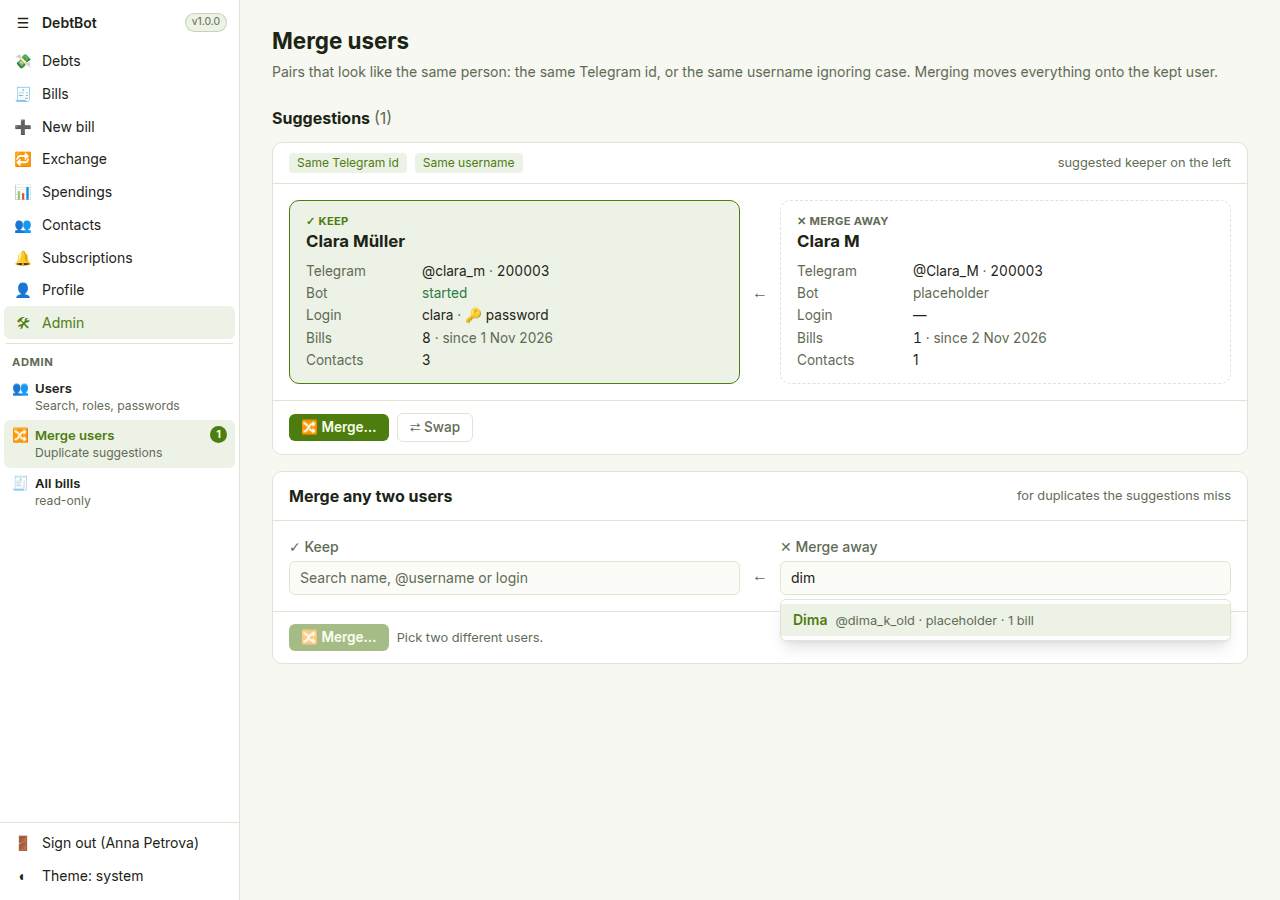 ☰ DebtBot v1.0.0
💸 Debts
🧾 Bills
➕ New bill
🔁 Exchange
📊 Spendings
👥 Contacts
🔔 Subscriptions
👤 Profile
🛠 Admin
ADMIN
👥 Users
Search, roles, passwords
🔀 Merge users 1
Duplicate suggestions
🧾 All bills
read-only
🚪 Sign out (Anna Petrova)
Theme: system
Merge users
Pairs that look like the same person: the same Telegram id, or the same username ignoring case. Merging moves everything onto the kept user.
Suggestions (1)
Same Telegram id Same username suggested keeper on the left
✓ KEEP
Clara Müller
Telegram @clara_m · 200003
Bot started
Login clara · 🔑 password
Bills 8 · since 1 Nov 2026
Contacts 3
←
✕ MERGE AWAY
Clara M
Telegram @Clara_M · 200003
Bot placeholder
Login —
Bills 1 · since 2 Nov 2026
Contacts 1
🔀 Merge... ⇄ Swap
Merge any two users for duplicates the suggestions miss
✓ Keep
Search name, @username or login
←
✕ Merge away
dim
Dima @dima_k_old · placeholder · 1 bill
🔀 Merge... Pick two different users.